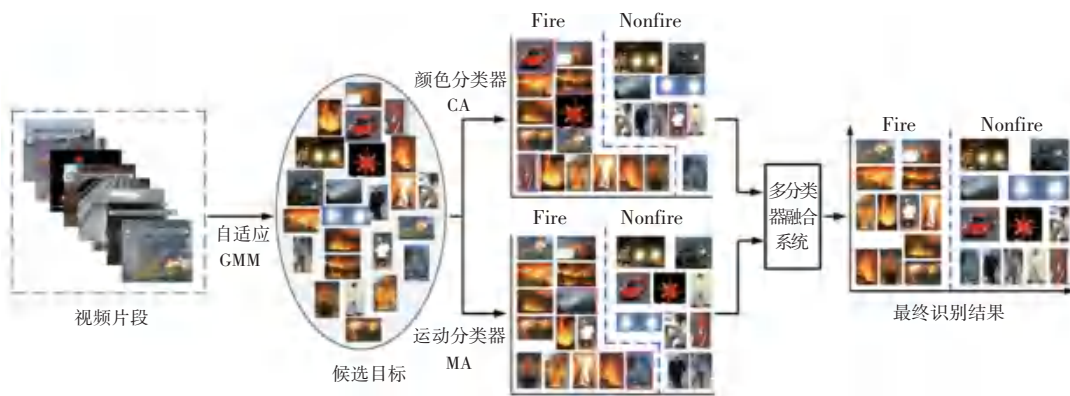 Fire
Nonfire
颜色分类器
CA
自适应
GMM
视频片段
候选目标
Fire
Nonfire
运动分类器
MA
多分类
器融合
系统
Fire
Nonfire
最终识别结果